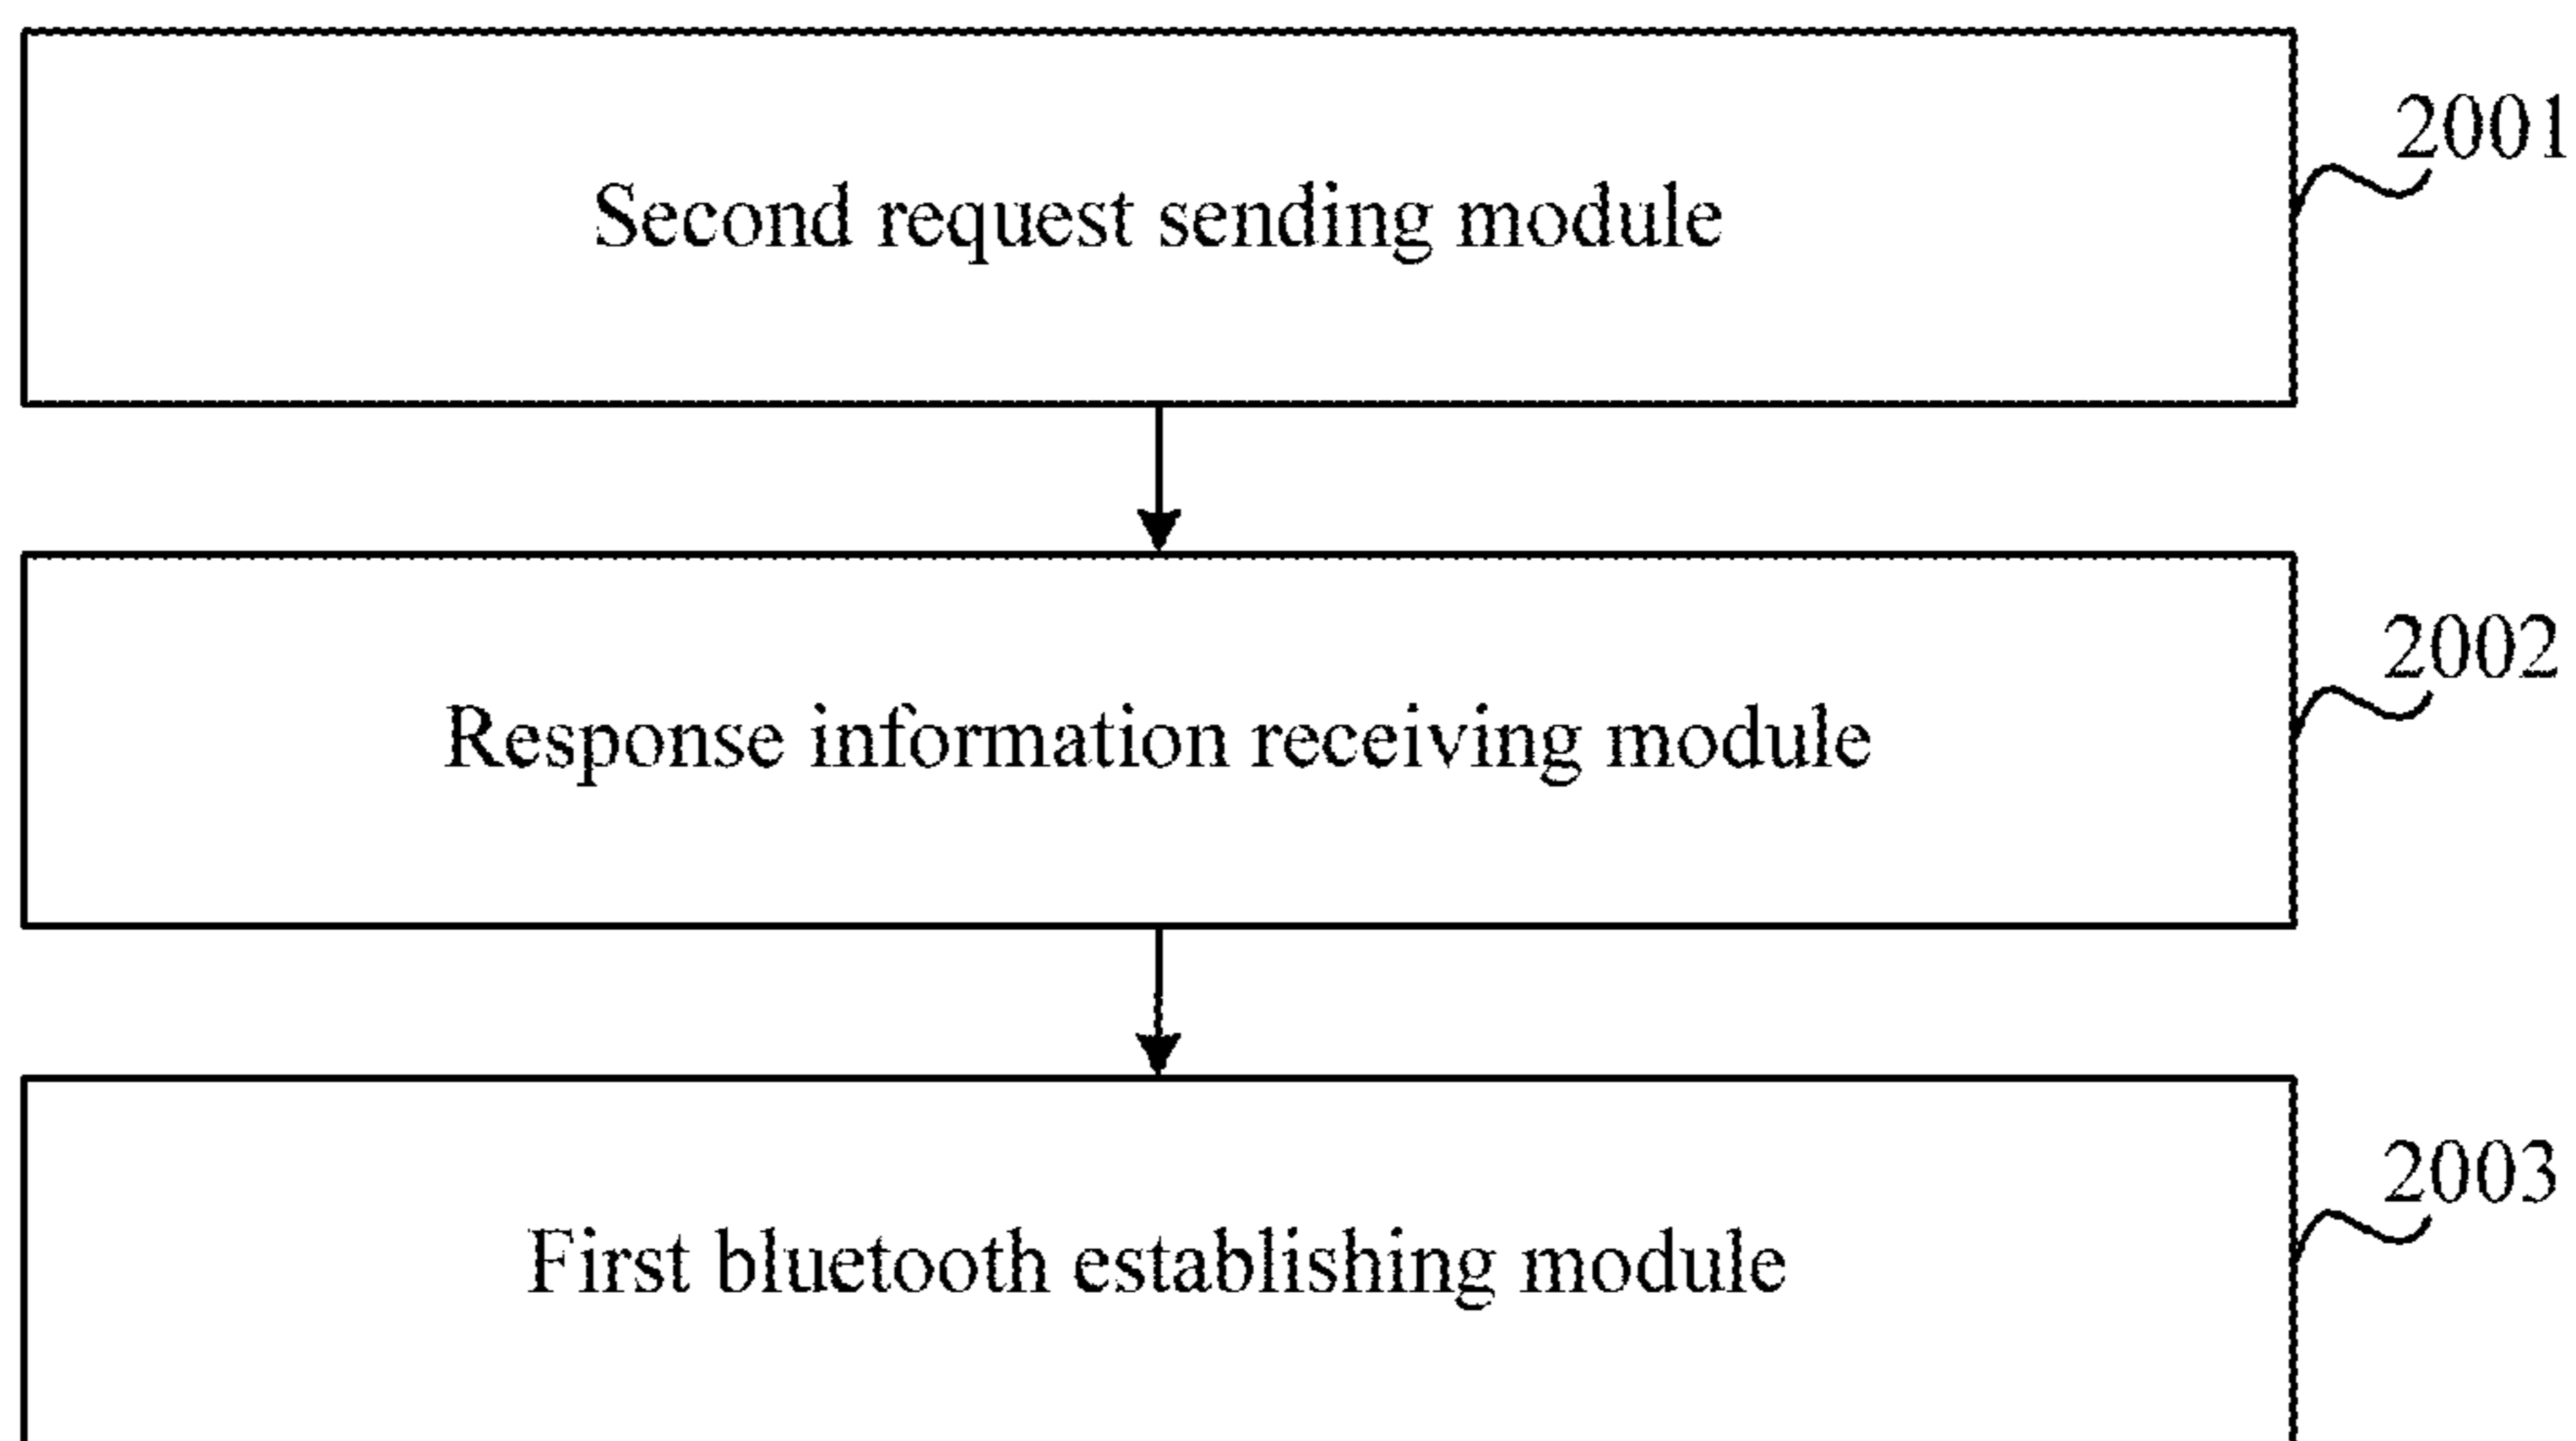 2001
Second request sending module
2002
Response information receiving module
2003
First bluetooth establishing module